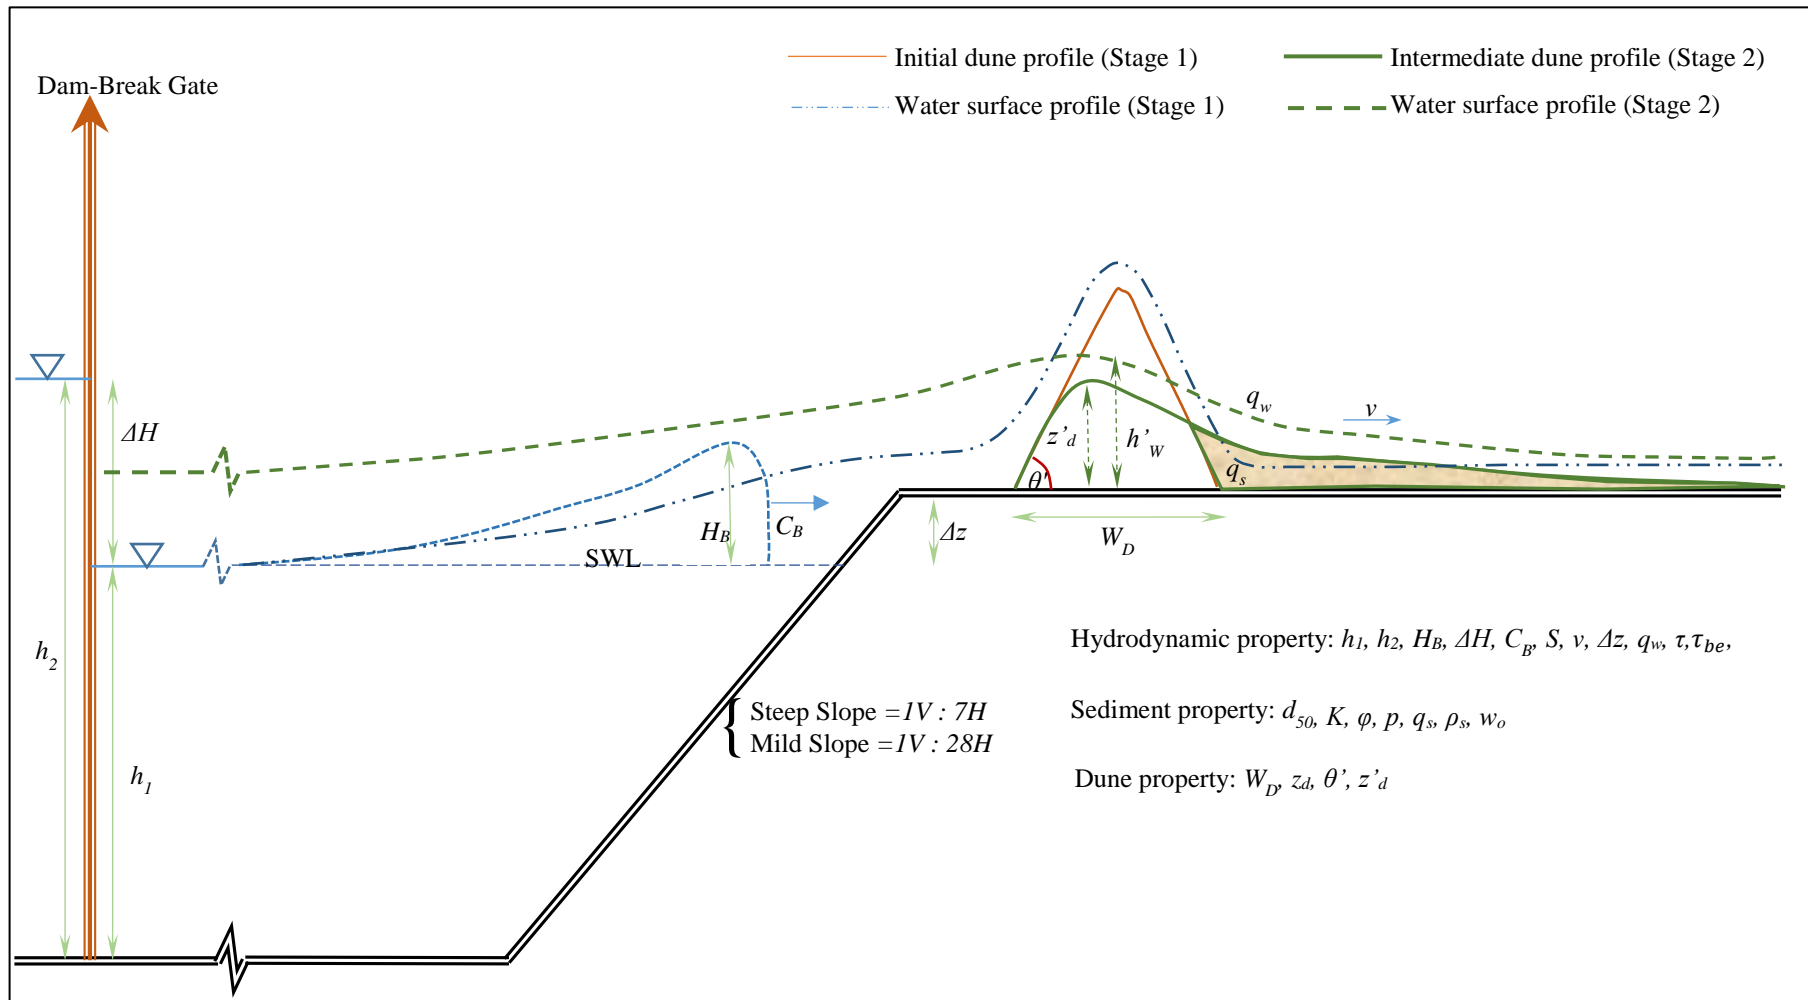 Initial dune profile (Stage 1)
Intermediate dune profile (Stage 2)
Dam-Break Gate
Water surface profile (Stage 1)
Water surface profile (Stage 2)
ΔH
q_w
v
z’_d
h’_W
θ'
q_s
H_B
C_B
Δz
W_D
SWL
h_2
h_1
Hydrodynamic property: h_1, h_2, H_B, ΔH, C_B, S, v, Δz, q_w, τ,τ_be,
Steep Slope =1V : 7H
Mild Slope =1V : 28H
Sediment property: d_50, K, φ, p, q_s, ρ_s, w_o
Dune property: W_D, z_d, θ’, z’_d